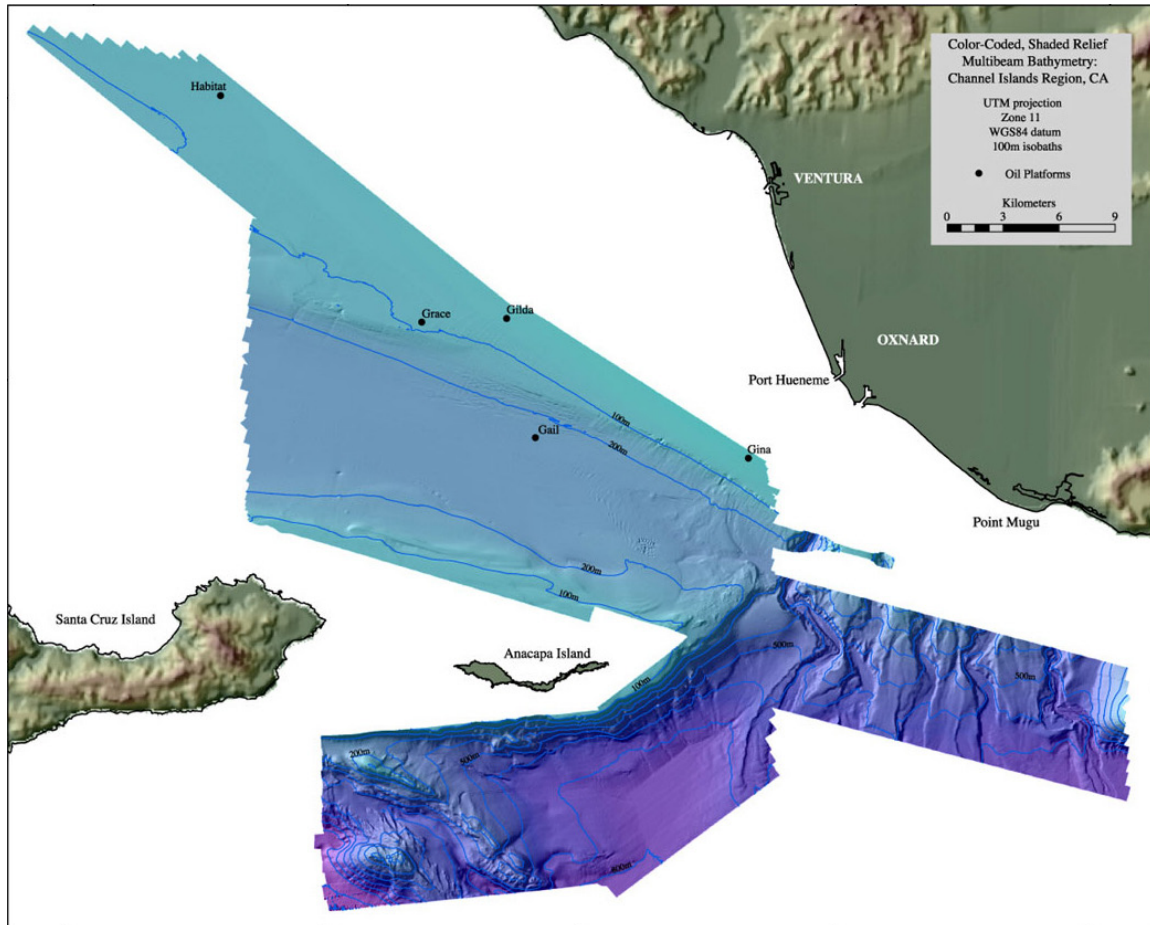 Color-Coded, Shaded Relief
Multibeam Bathymetry:
Channel Islands Region, CA
UTM projection
Zone 11
WGS84 datum
100m isobaths
Oil Platforms
Kilometers
0 3 6 9
Habitat
VENTURA
Grace
Gilda
OXNARD
Port Hueneme
100m
200m
Gail
Gina
Point Mugu
200m
100m
Santa Cruz Island
Anacapa Island
500m
500m
100m
200m
500m
800m